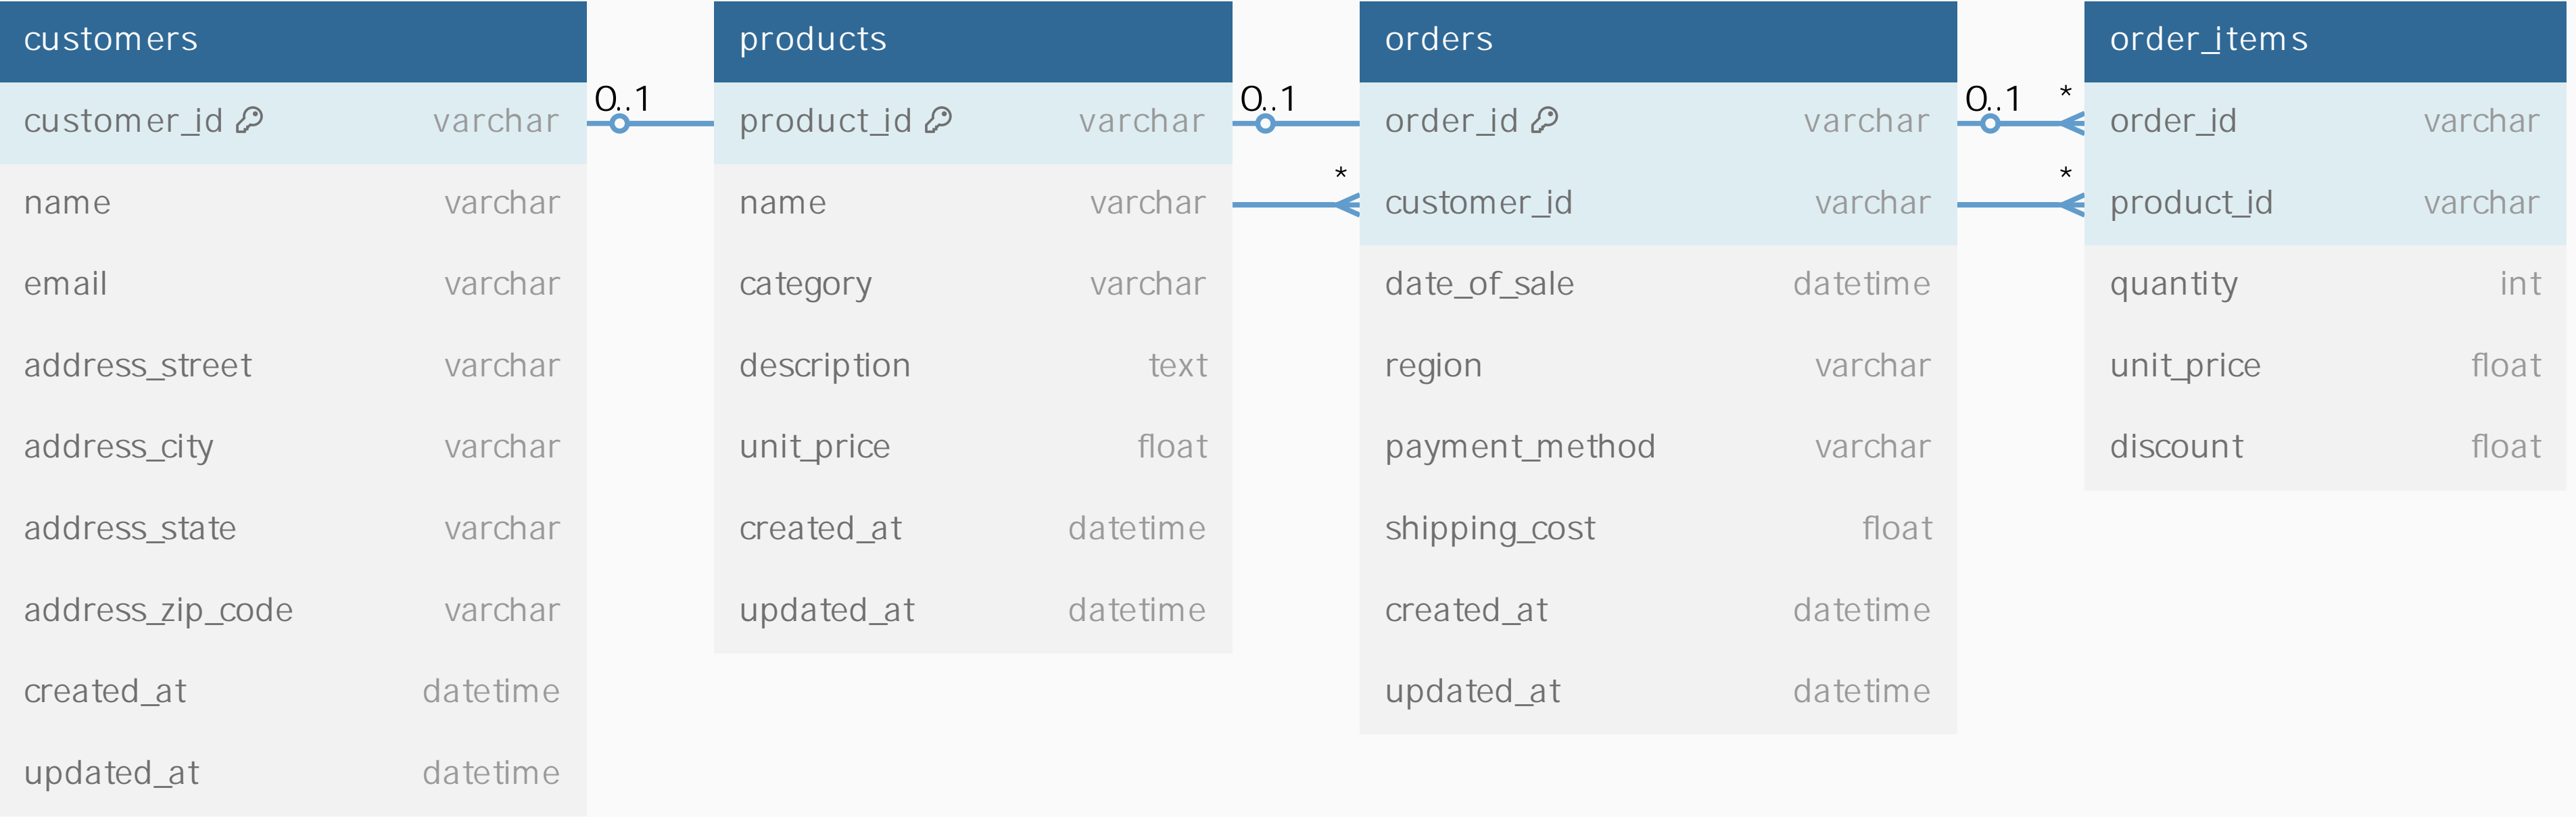 customers
customer_id varchar
name varchar
email varchar
address_street varchar
address_city varchar
address_state varchar
address_zip_code varchar
created_at datetime
updated_at datetime
0..1
products
product_id varchar
name varchar
category varchar
description text
unit_price float
created_at datetime
updated_at datetime
0..1
*
orders
order_id varchar
customer_id varchar
date_of_sale datetime
region varchar
payment_method varchar
shipping_cost float
created_at datetime
updated_at datetime
0..1 *
*
order_items
order_id varchar
product_id varchar
quantity int
unit_price float
discount float